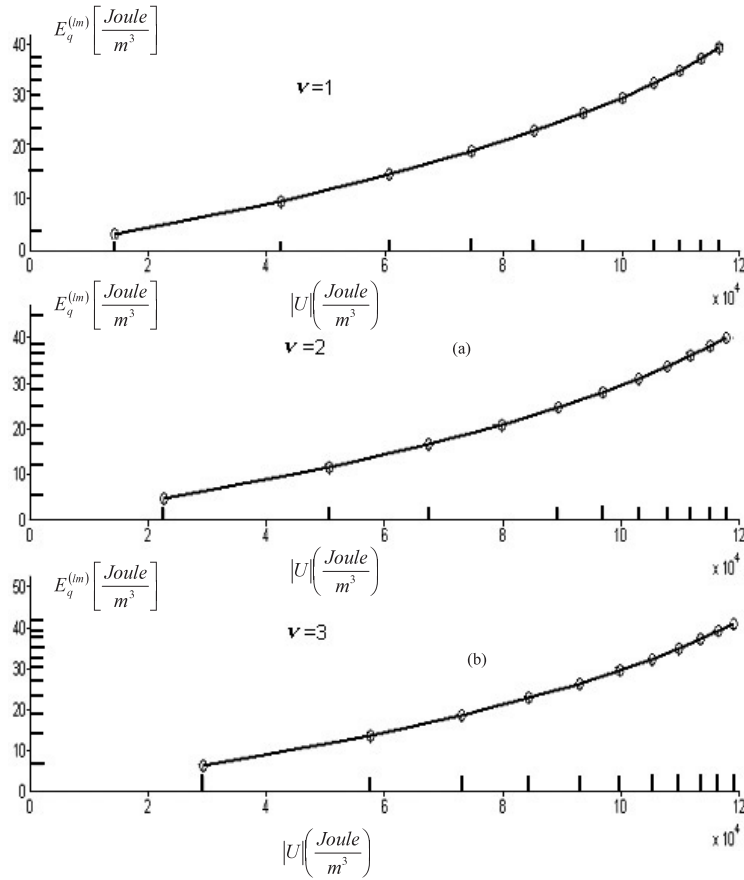 E_q^{(lm)} [Joule / m^3]
40
30
20
10
0
ν=1
0 2 4 6 8 10 12
x 10^4
|U| (Joule / m^3)
E_q^{(lm)} [Joule / m^3]
(a)
ν=2
40
30
20
10
0
0 2 4 6 8 10 12
x 10^4
|U| (Joule / m^3)
E_q^{(lm)} [Joule / m^3]
50
40
30
20
10
0
ν=3
(b)
0 2 4 6 8 10 12
x 10^4
|U| (Joule / m^3)